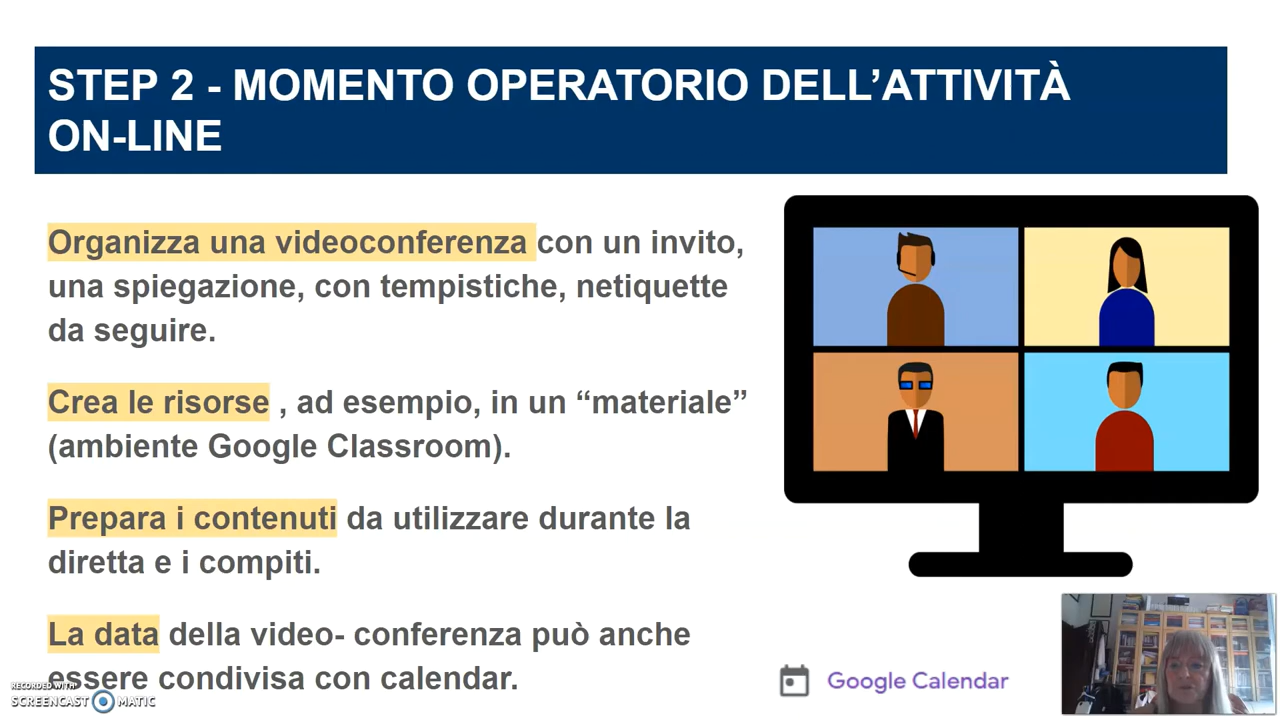 STEP 2 - MOMENTO OPERATORIO DELL’ATTIVITÀ
ON-LINE
Organizza una videoconferenza con un invito,
una spiegazione, con tempistiche, netiquette
da seguire.
Crea le risorse , ad esempio, in un “materiale”
(ambiente Google Classroom).
Prepara i contenuti da utilizzare durante la
diretta e i compiti.
La data della video- conferenza può anche
essere condivisa con calendar.
Google Calendar
RECORDED WITH
SCREENCAST MATIC